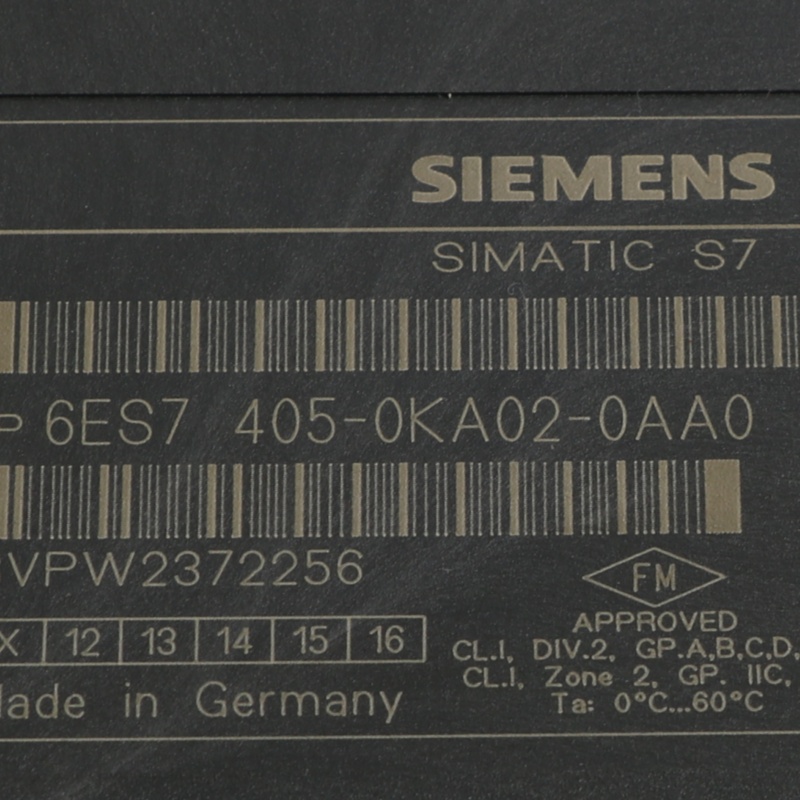 SIEMENS
SIMATIC S7
P 6ES7 405-0KA02-0AA0
VPW2372256
X 12 13 14 15 16
FM
APPROVED
CL.I, DIV.2, GP.A,B,C,D,
CL.I, Zone 2, GP. IIC,
Ta: 0°C...60°C
ade in Germany